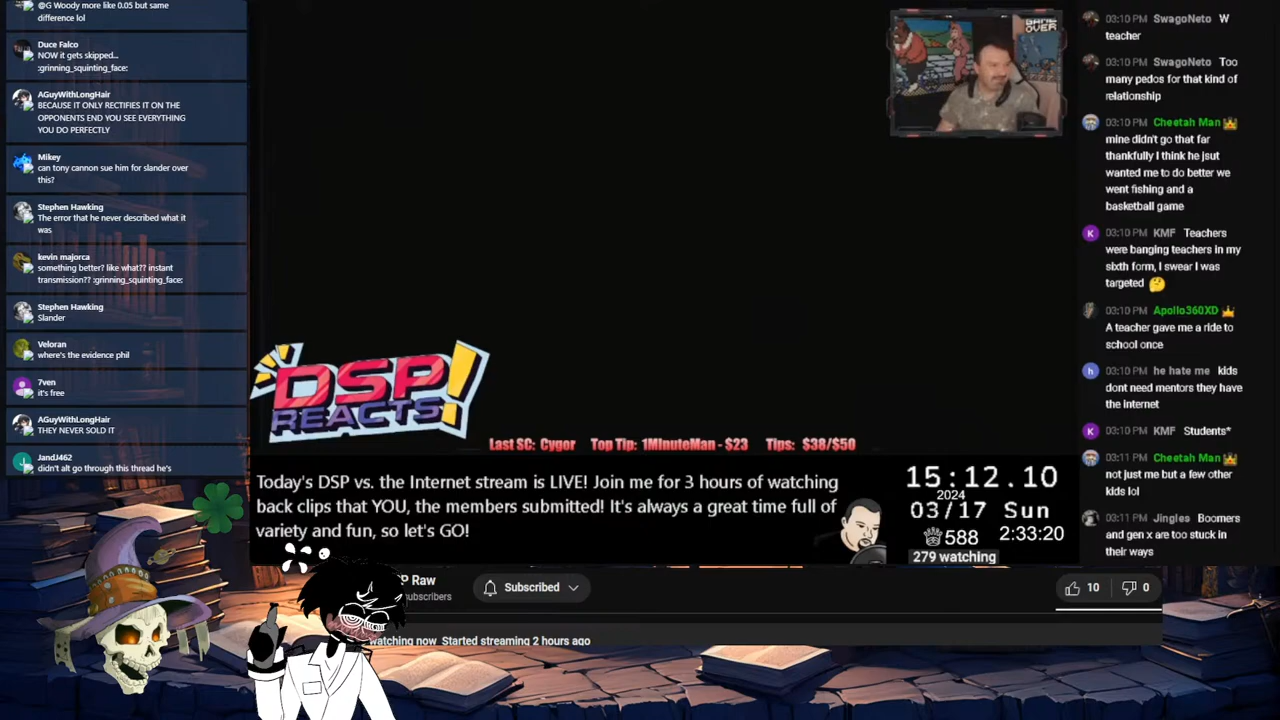 @G Woody more like 0.05 but same
difference lol
Duce Falco
NOW it gets skipped...
:grinning_squinting_face:
AGuyWithLongHair
BECAUSE IT ONLY RECTIFIES IT ON THE
OPPONENTS END YOU SEE EVERYTHING
YOU DO PERFECTLY
Mikey
can tony cannon sue him for slander over
this?
Stephen Hawking
The error that he never described what it
was
kevin majorca
something better? like what?? instant
transmission?? :grinning_squinting_face:
Stephen Hawking
Slander
Veloran
where's the evidence phil
7ven
it's free
AGuyWithLongHair
THEY NEVER SOLD IT
JandJ462
didn't alt go through this thread he's
GAME
OVER
DSP
REACTS!
Last SC: Cygor Top Tip: 1MinuteMan - $23 Tips: $38/$50
Today's DSP vs. the Internet stream is LIVE! Join me for 3 hours of watching
back clips that YOU, the members submitted! It's always a great time full of
variety and fun, so let's GO!
15:12.10
2024
03/17 Sun
588 2:33:20
279 watching
P Raw
subscribers
Subscribed
10
0
watching now Started streaming 2 hours ago
03:10 PM SwagoNeto W
teacher
03:10 PM SwagoNeto Too
many pedos for that kind of
relationship
03:10 PM Cheetah Man
mine didn't go that far
thankfully I think he jsut
wanted me to do better we
went fishing and a
basketball game
K 03:10 PM KMF Teachers
were banging teachers in my
sixth form, I swear I was
targeted
03:10 PM Apollo360XD
A teacher gave me a ride to
school once
h 03:10 PM he hate me kids
dont need mentors they have
the internet
K 03:10 PM KMF Students*
03:11 PM Cheetah Man
not just me but a few other
kids lol
03:11 PM Jingles Boomers
and gen x are too stuck in
their ways